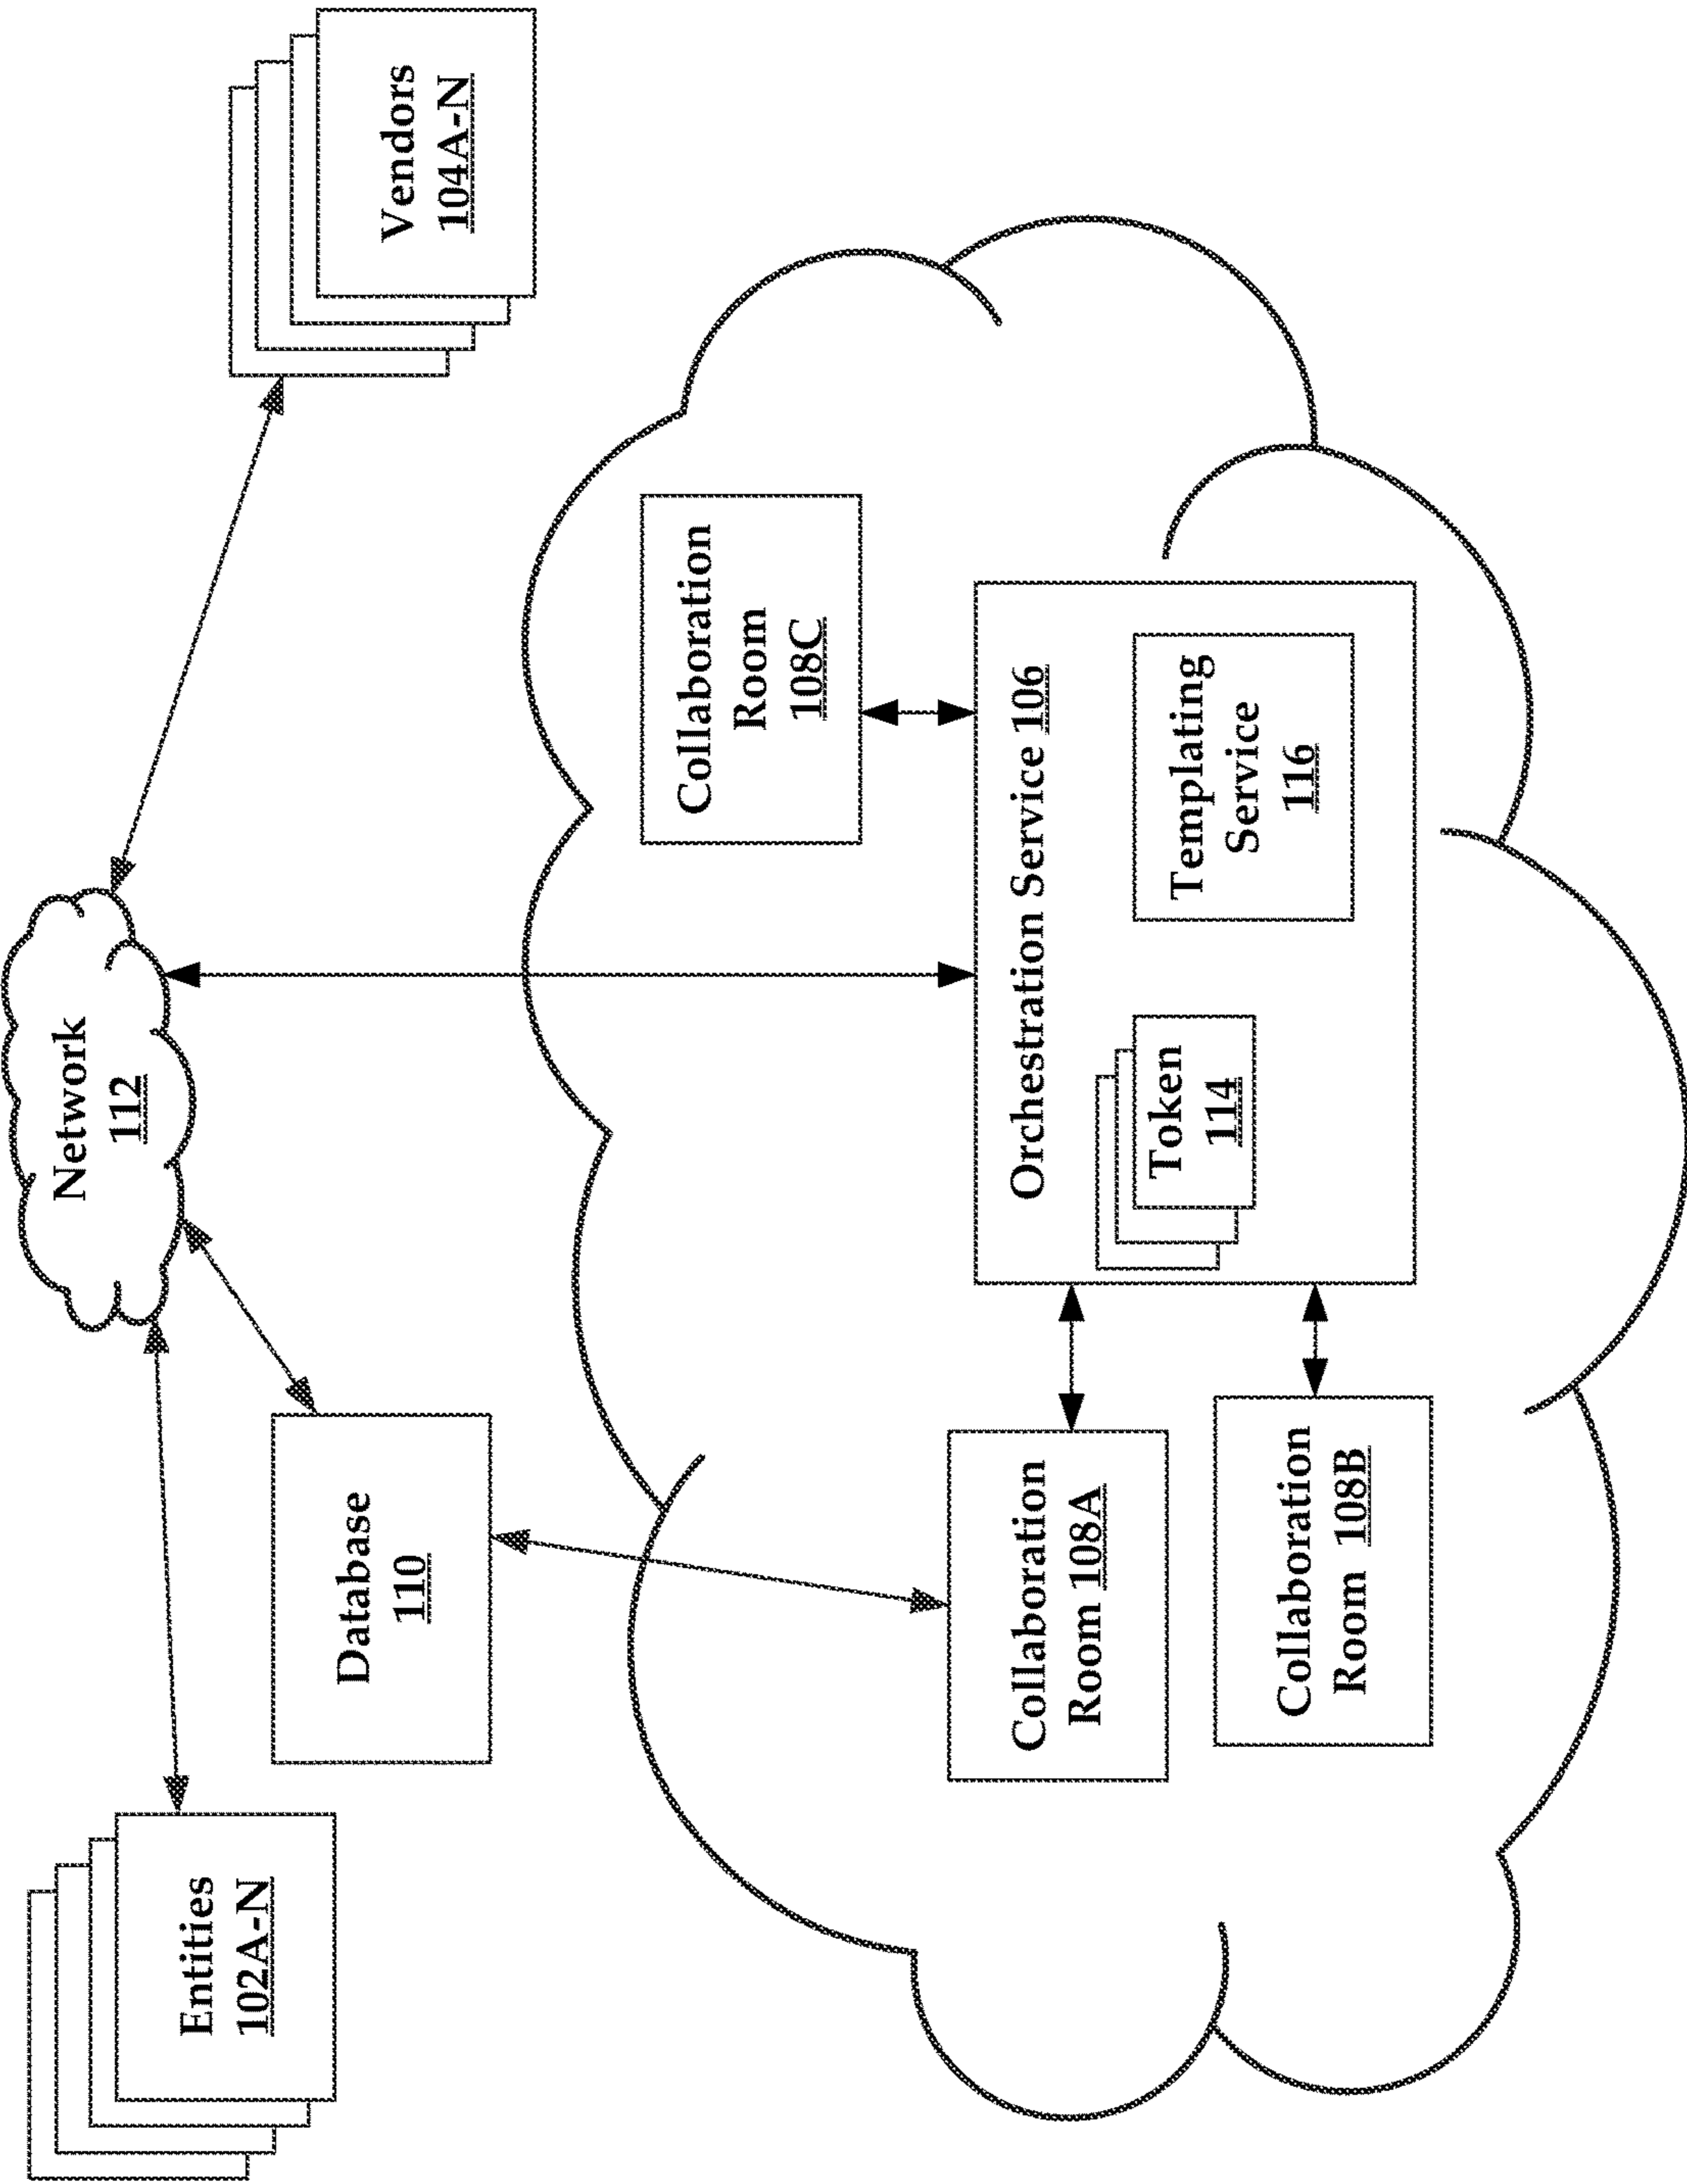 Entities
102A-N
Network
112
Vendors
104A-N
Database
110
Collaboration
Room
108C
Collaboration
Room 108A
Orchestration Service 106
Token
114
Templating
Service
116
Collaboration
Room 108B